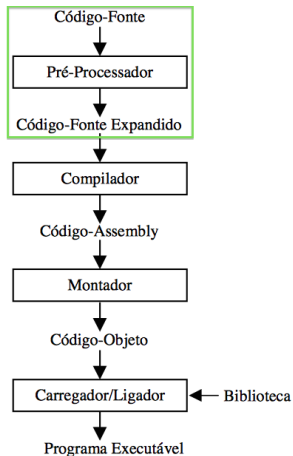 Código-Fonte
Pré-Processador
Código-Fonte Expandido
Compilador
Código-Assembly
Montador
Código-Objeto
Carregador/Ligador
Biblioteca
Programa Executável